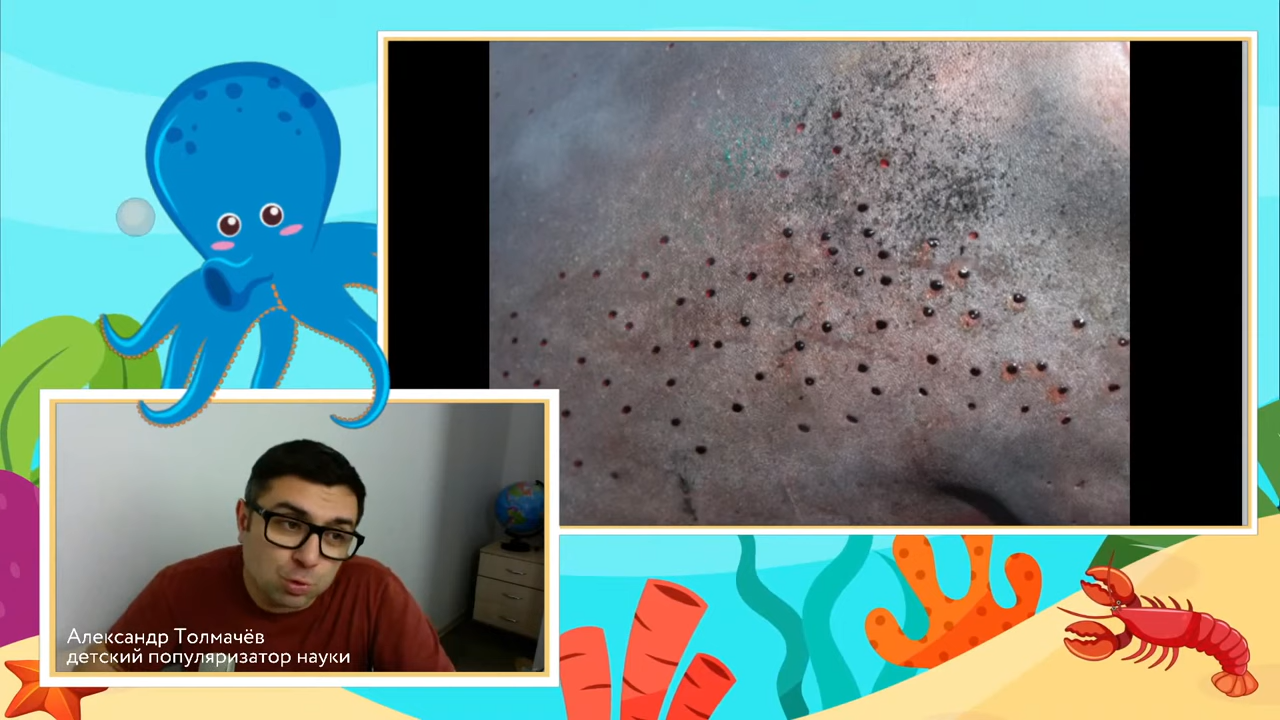 Александр Толмачёв
детский популяризатор науки